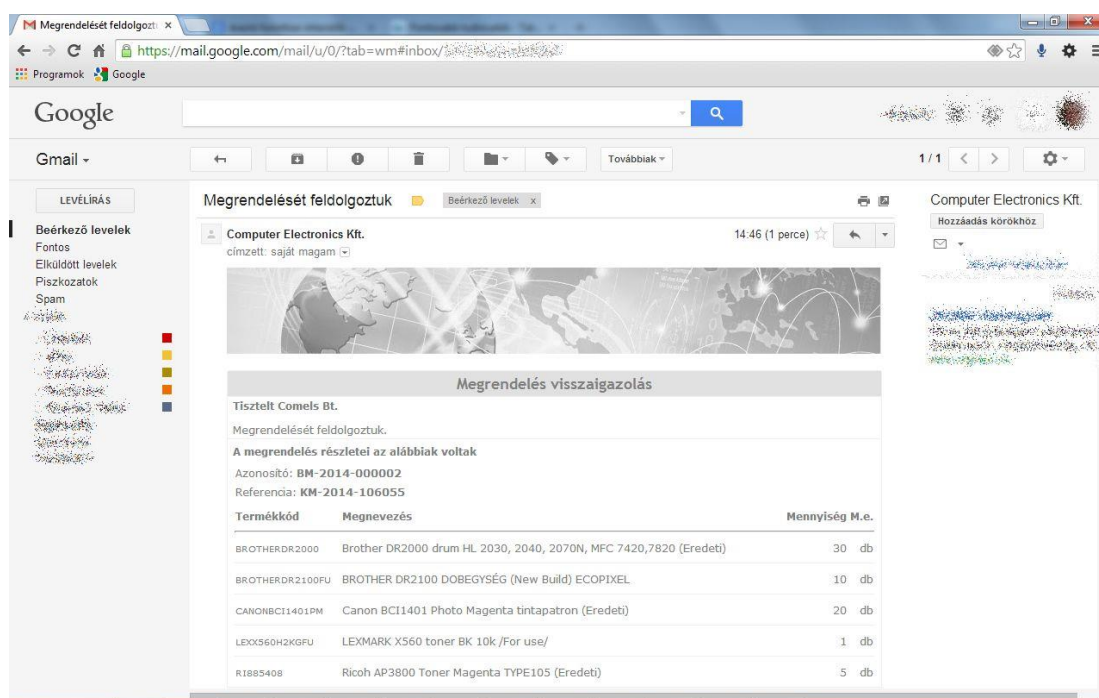 Megrendelését feldolgozt
https://mail.google.com/mail/u/0/?tab=wm#inbox/
Programok Google
Google
Gmail
Továbbiak
1/1
LEVÉLÍRÁS
Beérkező levelek
Fontos
Elküldött levelek
Piszkozatok
Spam
Megrendelését feldolgoztuk Beérkező levelek x
Computer Electronics Kft. 14:46 (1 perce)
címzett: saját magam
Megrendelés visszaigazolás
Tisztelt Comels Bt.
Megrendelését feldolgoztuk.
A megrendelés részletei az alábbiak voltak
Azonosító: BM-2014-000002
Referencia: KM-2014-106055
Termékkód Megnevezés Mennyiség M.e.
BROTHERDR2000 Brother DR2000 drum HL 2030, 2040, 2070N, MFC 7420,7820 (Eredeti) 30 db
BROTHERDR2100FU BROTHER DR2100 DOBEGYSÉG (New Build) ECOPIXEL 10 db
CANONBCI1401PM Canon BCI1401 Photo Magenta tintapatron (Eredeti) 20 db
LEXX560H2KGFU LEXMARK X560 toner BK 10k /For use/ 1 db
RI885408 Ricoh AP3800 Toner Magenta TYPE105 (Eredeti) 5 db
Computer Electronics Kft.
Hozzáadás körökhöz